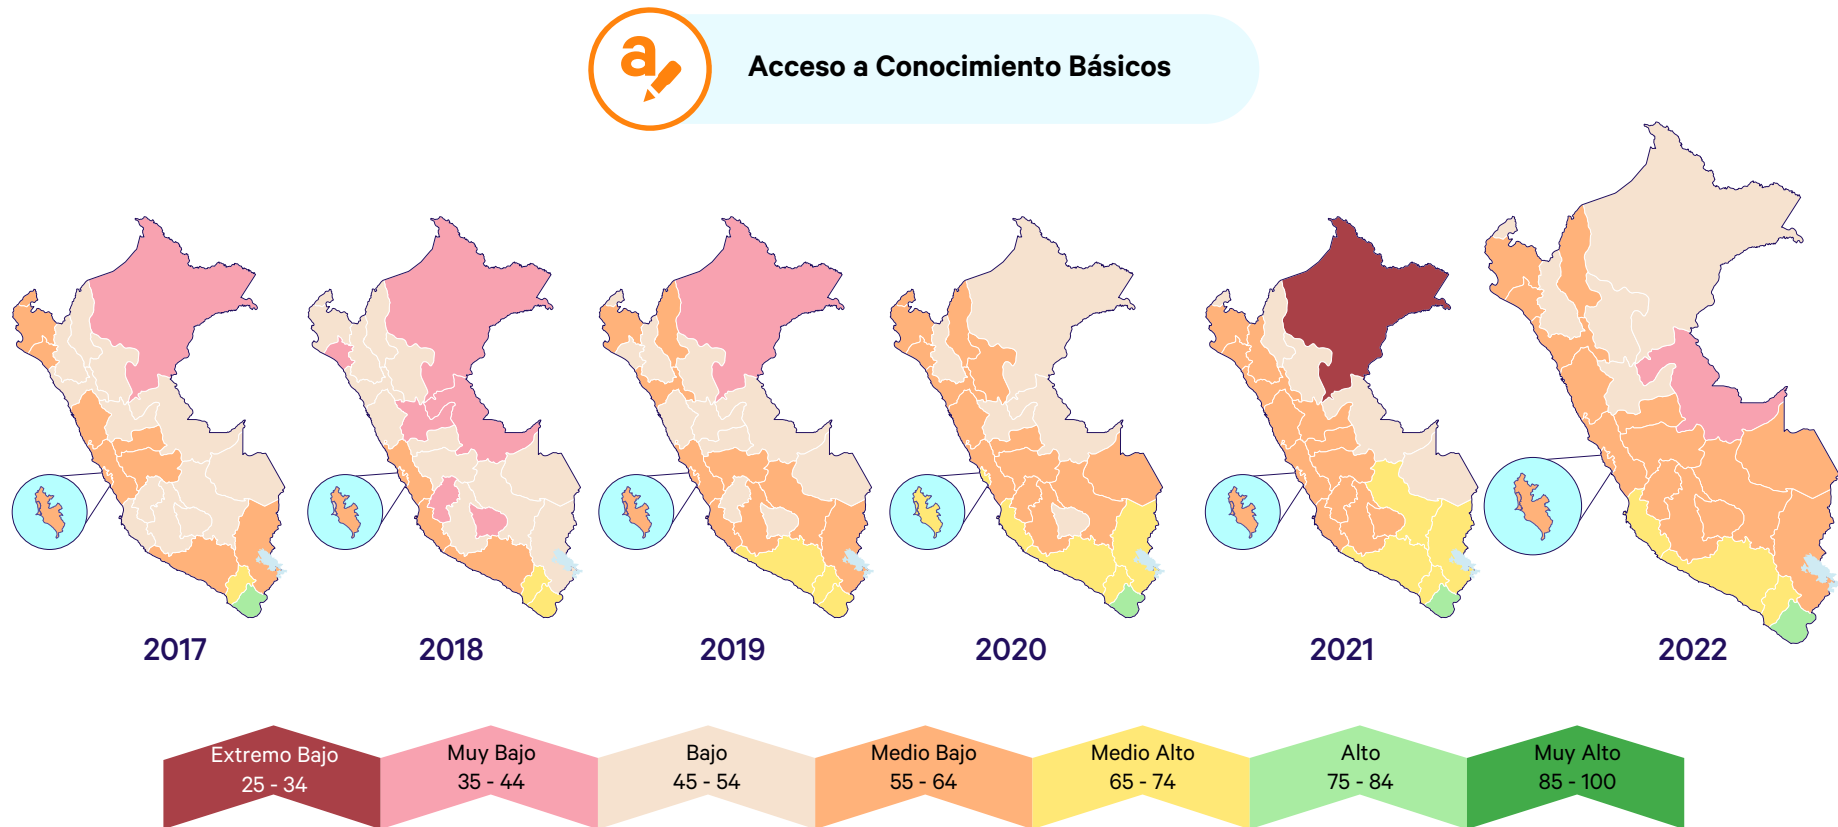 a
Acceso a Conocimiento Básicos
2017
2018
2019
2020
2021
2022
Extremo Bajo
25 - 34
Muy Bajo
35 - 44
Bajo
45 - 54
Medio Bajo
55 - 64
Medio Alto
65 - 74
Alto
75 - 84
Muy Alto
85 - 100